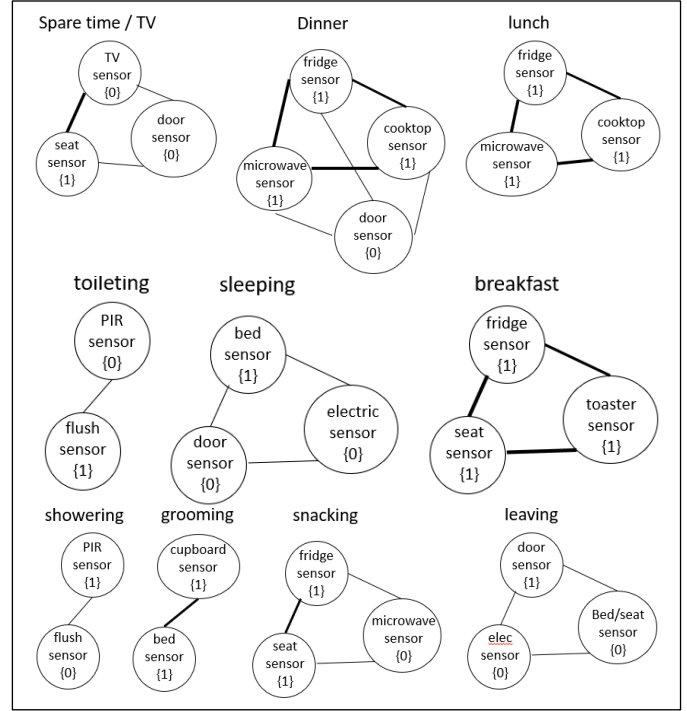 Spare time / TV
Dinner
lunch
TV
sensor
{0}
door
sensor
{0}
seat
sensor
{1}
fridge
sensor
{1}
cooktop
sensor
{1}
microwave
sensor
{1}
door
sensor
{0}
fridge
sensor
{1}
cooktop
sensor
{1}
microwave
sensor
{1}
toileting
sleeping
breakfast
PIR
sensor
{0}
flush
sensor
{1}
bed
sensor
{1}
electric
sensor
{0}
door
sensor
{0}
fridge
sensor
{1}
toaster
sensor
{1}
seat
sensor
{1}
showering
grooming
snacking
leaving
PIR
sensor
{1}
flush
sensor
{0}
cupboard
sensor
{1}
bed
sensor
{1}
fridge
sensor
{1}
microwave
sensor
{0}
seat
sensor
{1}
door
sensor
{1}
Bed/seat
sensor
{0}
elec
sensor
{0}